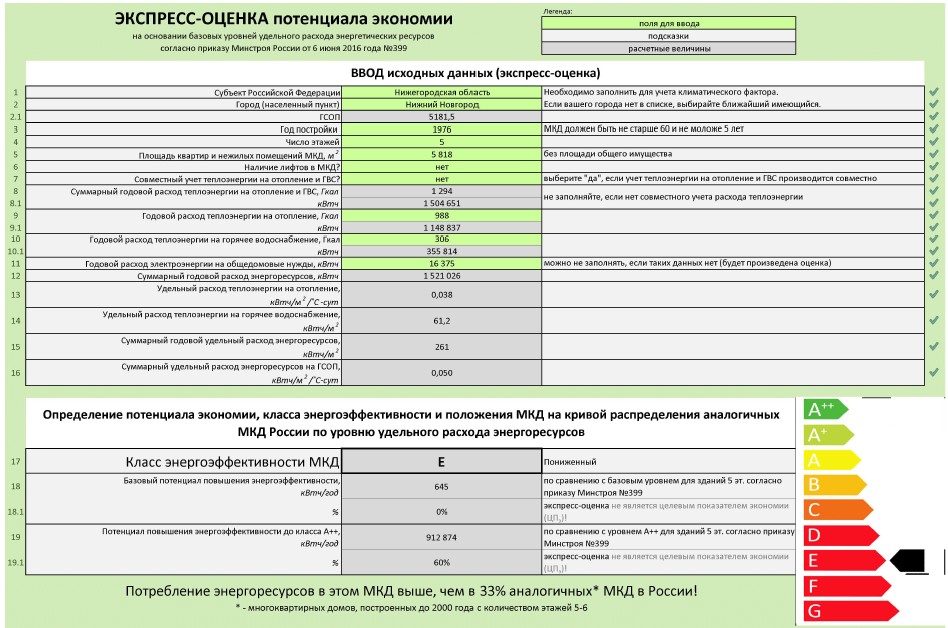 ЭКСПРЕСС-ОЦЕНКА потенциала экономии
на основании базовых уровней удельного расхода энергетических ресурсов
согласно приказу Минстроя России от 6 июня 2016 года №399
Легенда:
поля для ввода
подсказки
расчетные величины
ВВОД исходных данных (экспресс-оценка)
1 Субъект Российской Федерации Нижегородская область Необходимо заполнить для учета климатического фактора.
2 Город (населенный пункт) Нижний Новгород Если вашего города нет в списке, выбирайте ближайший имеющийся.
2.1 ГСОП 5181,5
3 Год постройки 1976 МКД должен быть не старше 60 и не моложе 5 лет
4 Число этажей 5
5 Площадь квартир и нежилых помещений МКД, м² 5 818 без площади общего имущества
6 Наличие лифтов в МКД? нет
7 Совместный учет теплоэнергии на отопление и ГВС? нет выберите "да", если учет теплоэнергии на отопление и ГВС производится совместно
8 Суммарный годовой расход теплоэнергии на отопление и ГВС, Гкал 1 294
не заполняйте, если нет совместного учета расхода теплоэнергии
8.1 кВтч 1 504 651
9 Годовой расход теплоэнергии на отопление, Гкал 988
9.1 кВтч 1 148 837
10 Годовой расход теплоэнергии на горячее водоснабжение, Гкал 306
10.1 кВтч 355 814
11 Годовой расход электроэнергии на общедомовые нужды, кВтч 16 375 можно не заполнять, если таких данных нет (будет произведена оценка)
12 Суммарный годовой расход энергоресурсов, кВтч 1 521 026
13 Удельный расход теплоэнергии на отопление,
кВтч/м²/°С-сут 0,038
14 Удельный расход теплоэнергии на горячее водоснабжение,
кВтч/м² 61,2
15 Суммарный годовой удельный расход энергоресурсов,
кВтч/м² 261
16 Суммарный удельный расход энергоресурсов на ГСОП,
кВтч/м²/°С-сут 0,050
Определение потенциала экономии, класса энергоэффективности и положения МКД на кривой распределения аналогичных
МКД России по уровню удельного расхода энергоресурсов
17 Класс энергоэффективности МКД E Пониженный
18 Базовый потенциал повышения энергоэффективности,
кВтч/год 645 по сравнению с базовым уровнем для зданий 5 эт. согласно
приказу Минстроя №399
18.1 % 0% экспресс-оценка не является целевым показателем экономии
(ЦП,)!
19 Потенциал повышения энергоэффективности до класса А++,
кВтч/год 912 874 по сравнению с уровнем А++ для зданий 5 эт. согласно приказу
Минстроя №399
19.1 % 60% экспресс-оценка не является целевым показателем экономии
(ЦП,)!
Потребление энергоресурсов в этом МКД выше, чем в 33% аналогичных* МКД в России!
* - многоквартирных домов, построенных до 2000 года с количеством этажей 5-6
A++
A+
A
B
C
D
E
F
G